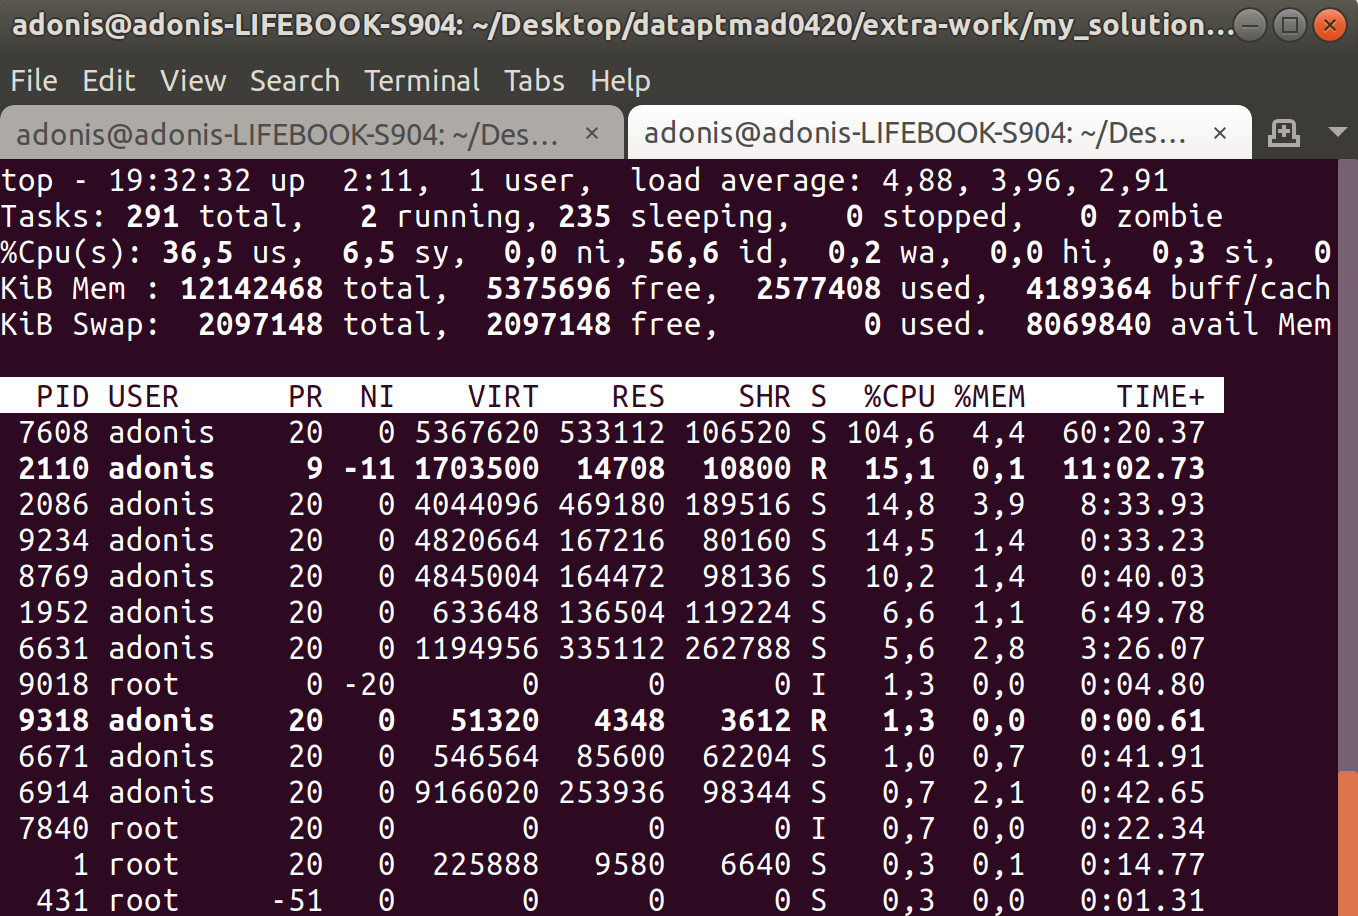 adonis@adonis-LIFEBOOK-S904: ~/Desktop/dataptmad0420/extra-work/my_solution...
File Edit View Search Terminal Tabs Help
adonis@adonis-LIFEBOOK-S904: ~/Des... × adonis@adonis-LIFEBOOK-S904: ~/Des... ×
top - 19:32:32 up  2:11,  1 user,  load average: 4,88, 3,96, 2,91
Tasks: 291 total,   2 running, 235 sleeping,   0 stopped,   0 zombie
%Cpu(s): 36,5 us,  6,5 sy,  0,0 ni, 56,6 id,  0,2 wa,  0,0 hi,  0,3 si,  0
KiB Mem : 12142468 total,  5375696 free,  2577408 used,  4189364 buff/cach
KiB Swap:  2097148 total,  2097148 free,        0 used.  8069840 avail Mem
  PID USER      PR  NI    VIRT    RES    SHR S  %CPU %MEM     TIME+
 7608 adonis    20   0 5367620 533112 106520 S 104,6  4,4  60:20.37
 2110 adonis     9 -11 1703500  14708  10800 R  15,1  0,1  11:02.73
 2086 adonis    20   0 4044096 469180 189516 S  14,8  3,9   8:33.93
 9234 adonis    20   0 4820664 167216  80160 S  14,5  1,4   0:33.23
 8769 adonis    20   0 4845004 164472  98136 S  10,2  1,4   0:40.03
 1952 adonis    20   0  633648 136504 119224 S   6,6  1,1   6:49.78
 6631 adonis    20   0 1194956 335112 262788 S   5,6  2,8   3:26.07
 9018 root       0 -20       0      0      0 I   1,3  0,0   0:04.80
 9318 adonis    20   0   51320   4348   3612 R   1,3  0,0   0:00.61
 6671 adonis    20   0  546564  85600  62204 S   1,0  0,7   0:41.91
 6914 adonis    20   0 9166020 253936  98344 S   0,7  2,1   0:42.65
 7840 root      20   0       0      0      0 I   0,7  0,0   0:22.34
    1 root      20   0  225888   9580   6640 S   0,3  0,1   0:14.77
  431 root     -51   0       0      0      0 S   0,3  0,0   0:01.31